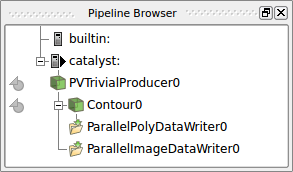 Pipeline Browser
builtin:
catalyst:
PVTrivialProducer0
Contour0
ParallelPolyDataWriter0
ParallelImageDataWriter0